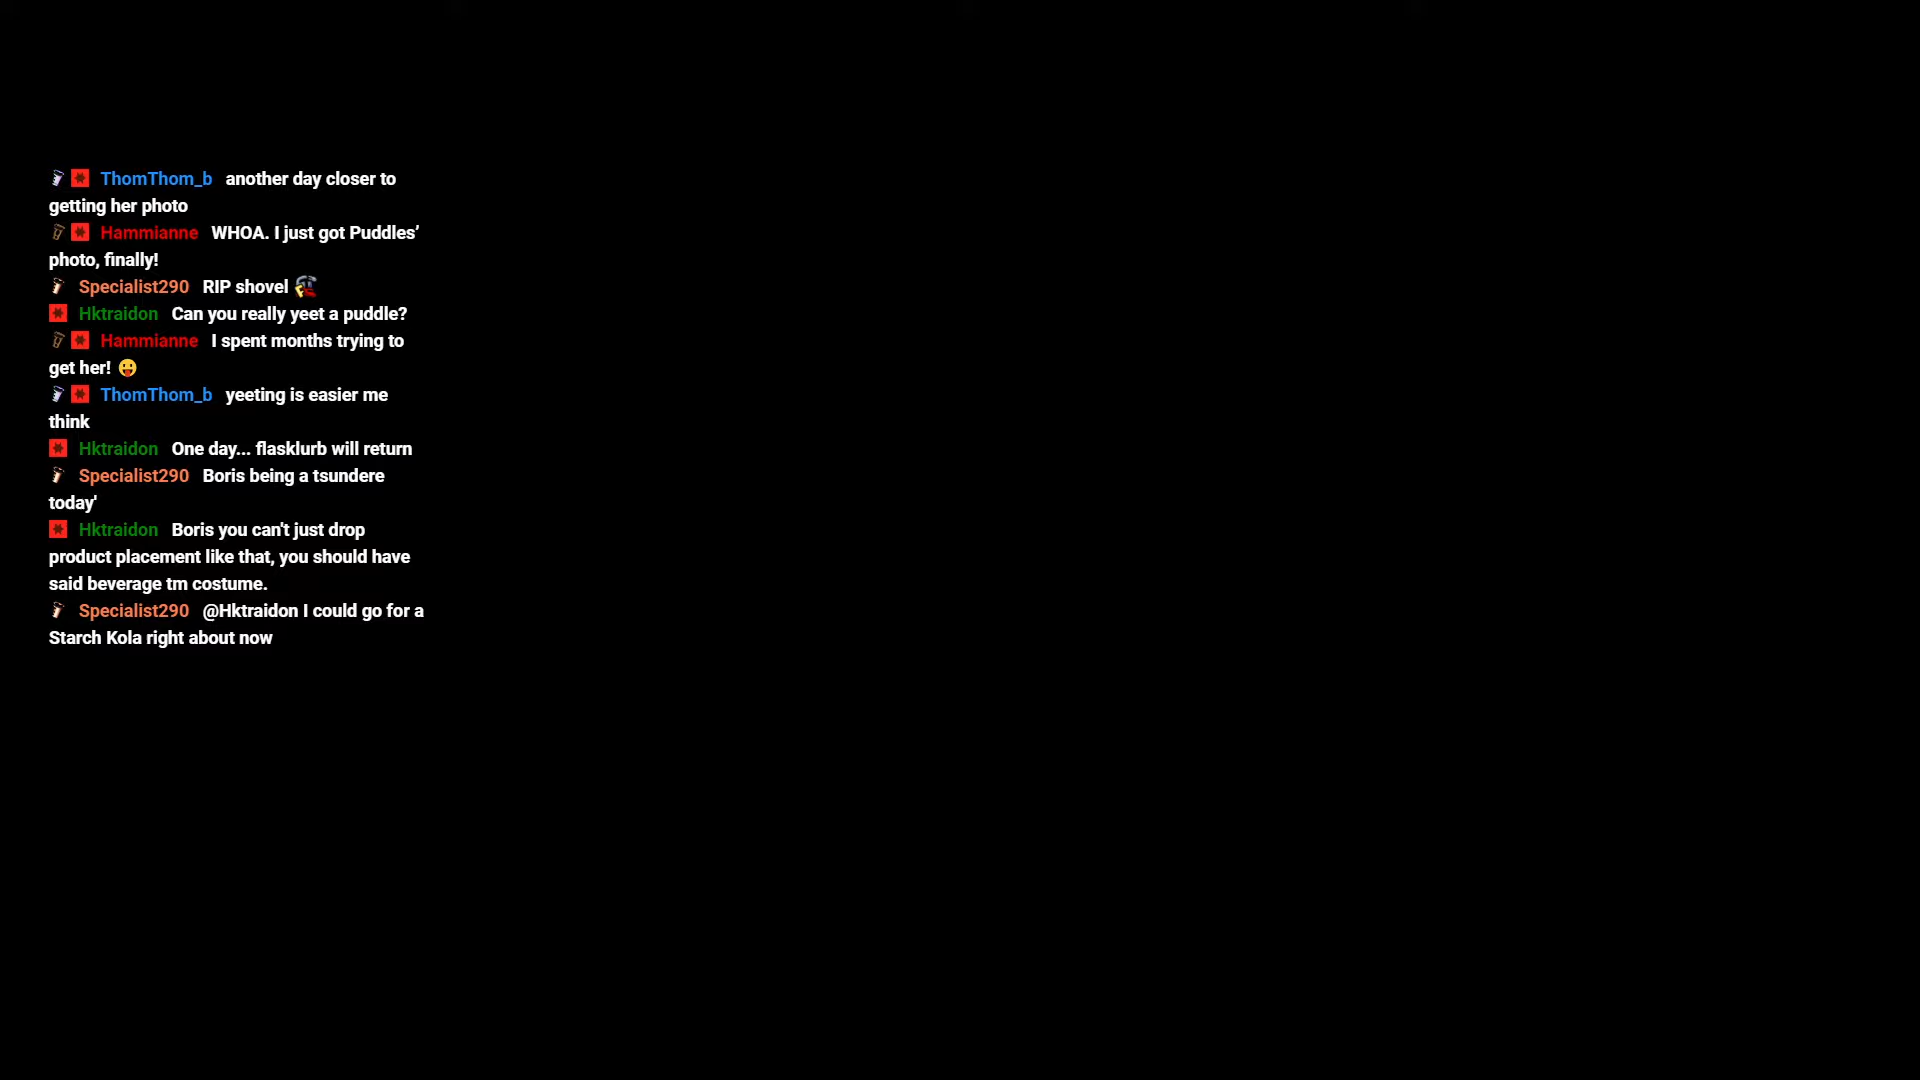 ThomThom_b another day closer to
getting her photo
Hammianne WHOA. I just got Puddles’
photo, finally!
Specialist290 RIP shovel
Hktraidon Can you really yeet a puddle?
Hammianne I spent months trying to
get her! 😛
ThomThom_b yeeting is easier me
think
Hktraidon One day... flasklurb will return
Specialist290 Boris being a tsundere
today'
Hktraidon Boris you can't just drop
product placement like that, you should have
said beverage tm costume.
Specialist290 @Hktraidon I could go for a
Starch Kola right about now